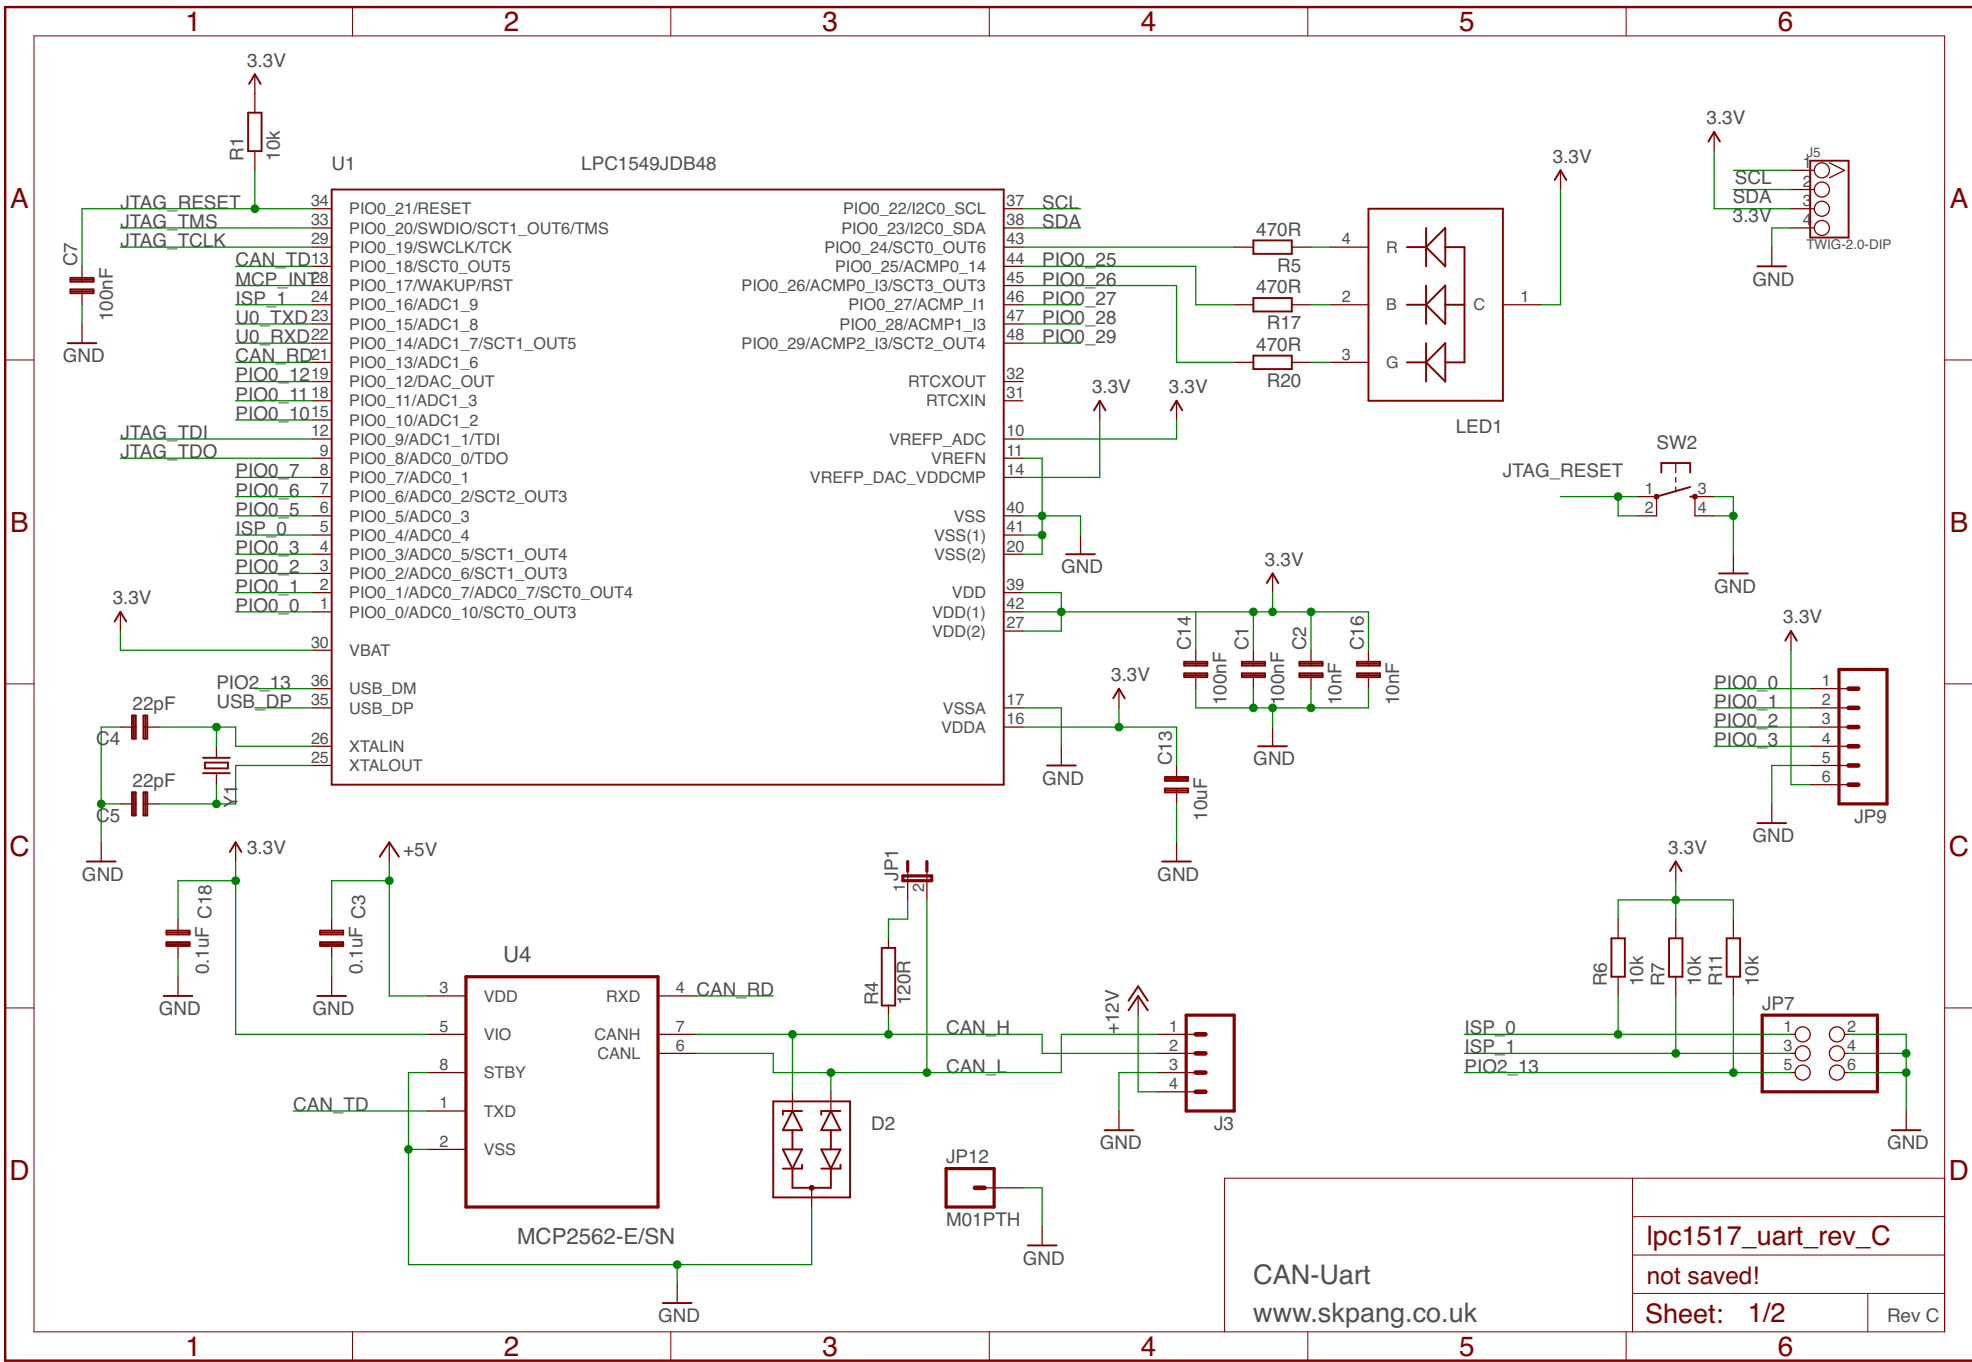 1 2 3 4 5 6
A
A
B
B
C
C
D
D
3.3V
R1
10k
C7
100nF
GND
U1
LPC1549JDB48
JTAG_RESET 34 PIO0_21/RESET
JTAG_TMS 33 PIO0_20/SWDIO/SCT1_OUT6/TMS
JTAG_TCLK 29 PIO0_19/SWCLK/TCK
CAN_TD 13 PIO0_18/SCT0_OUT5
MCP_INT 28 PIO0_17/WAKUP/RST
ISP_1 24 PIO0_16/ADC1_9
U0_TXD 23 PIO0_15/ADC1_8
U0_RXD 22 PIO0_14/ADC1_7/SCT1_OUT5
CAN_RD 21 PIO0_13/ADC1_6
PIO0_12 19 PIO0_12/DAC_OUT
PIO0_11 18 PIO0_11/ADC1_3
PIO0_10 15 PIO0_10/ADC1_2
JTAG_TDI 12 PIO0_9/ADC1_1/TDI
JTAG_TDO 9 PIO0_8/ADC0_0/TDO
PIO0_7 8 PIO0_7/ADC0_1
PIO0_6 7 PIO0_6/ADC0_2/SCT2_OUT3
PIO0_5 6 PIO0_5/ADC0_3
ISP_0 5 PIO0_4/ADC0_4
PIO0_3 4 PIO0_3/ADC0_5/SCT1_OUT4
PIO0_2 3 PIO0_2/ADC0_6/SCT1_OUT3
PIO0_1 2 PIO0_1/ADC0_7/ADC0_7/SCT0_OUT4
PIO0_0 1 PIO0_0/ADC0_10/SCT0_OUT3
3.3V
30 VBAT
PIO2_13 36 USB_DM
USB_DP 35 USB_DP
26 XTALIN
25 XTALOUT
22pF
C4
22pF
C5
Y1
GND
PIO0_22/I2C0_SCL 37 SCL
PIO0_23/I2C0_SDA 38 SDA
PIO0_24/SCT0_OUT6 43
PIO0_25/ACMP0_14 44 PIO0_25
PIO0_26/ACMP0_I3/SCT3_OUT3 45 PIO0_26
PIO0_27/ACMP_I1 46 PIO0_27
PIO0_28/ACMP1_I3 47 PIO0_28
PIO0_29/ACMP2_I3/SCT2_OUT4 48 PIO0_29
RTCXOUT 32
RTCXIN 31
VREFP_ADC 10
VREFN 11
VREFP_DAC_VDDCMP 14
VSS 40
VSS(1) 41
VSS(2) 20
VDD 39
VDD(1) 42
VDD(2) 27
VSSA 17
VDDA 16
3.3V 3.3V
GND
470R
R5
470R
R17
470R
R20
4 R
2 B
3 G
C 1
LED1
3.3V
3.3V
J5
1
SCL 2
SDA 3
3.3V 4
TWIG-2.0-DIP
GND
SW2
JTAG_RESET
1 3
2 4
GND
3.3V
C14 100nF
C1 100nF
C2 10nF
C16 10nF
GND
3.3V
C13
10uF
GND
GND
3.3V
PIO0_0 1
PIO0_1 2
PIO0_2 3
PIO0_3 4
5
6
JP9
GND
3.3V
C18
0.1uF
GND
+5V
C3
0.1uF
GND
U4
3 VDD
5 VIO
8 STBY
CAN_TD 1 TXD
2 VSS
RXD 4 CAN_RD
CANH 7
CANL 6
MCP2562-E/SN
GND
JP1
1
2
R4
120R
CAN_H
CAN_L
D2
+12V
1
2
3
4
J3
GND
JP12
M01PTH
GND
3.3V
R6 10k
R7 10k
R11 10k
JP7
ISP_0 1 2
ISP_1 3 4
PIO2_13 5 6
GND
CAN-Uart
www.skpang.co.uk
lpc1517_uart_rev_C
not saved!
Sheet: 1/2
Rev C
1 2 3 4 5 6